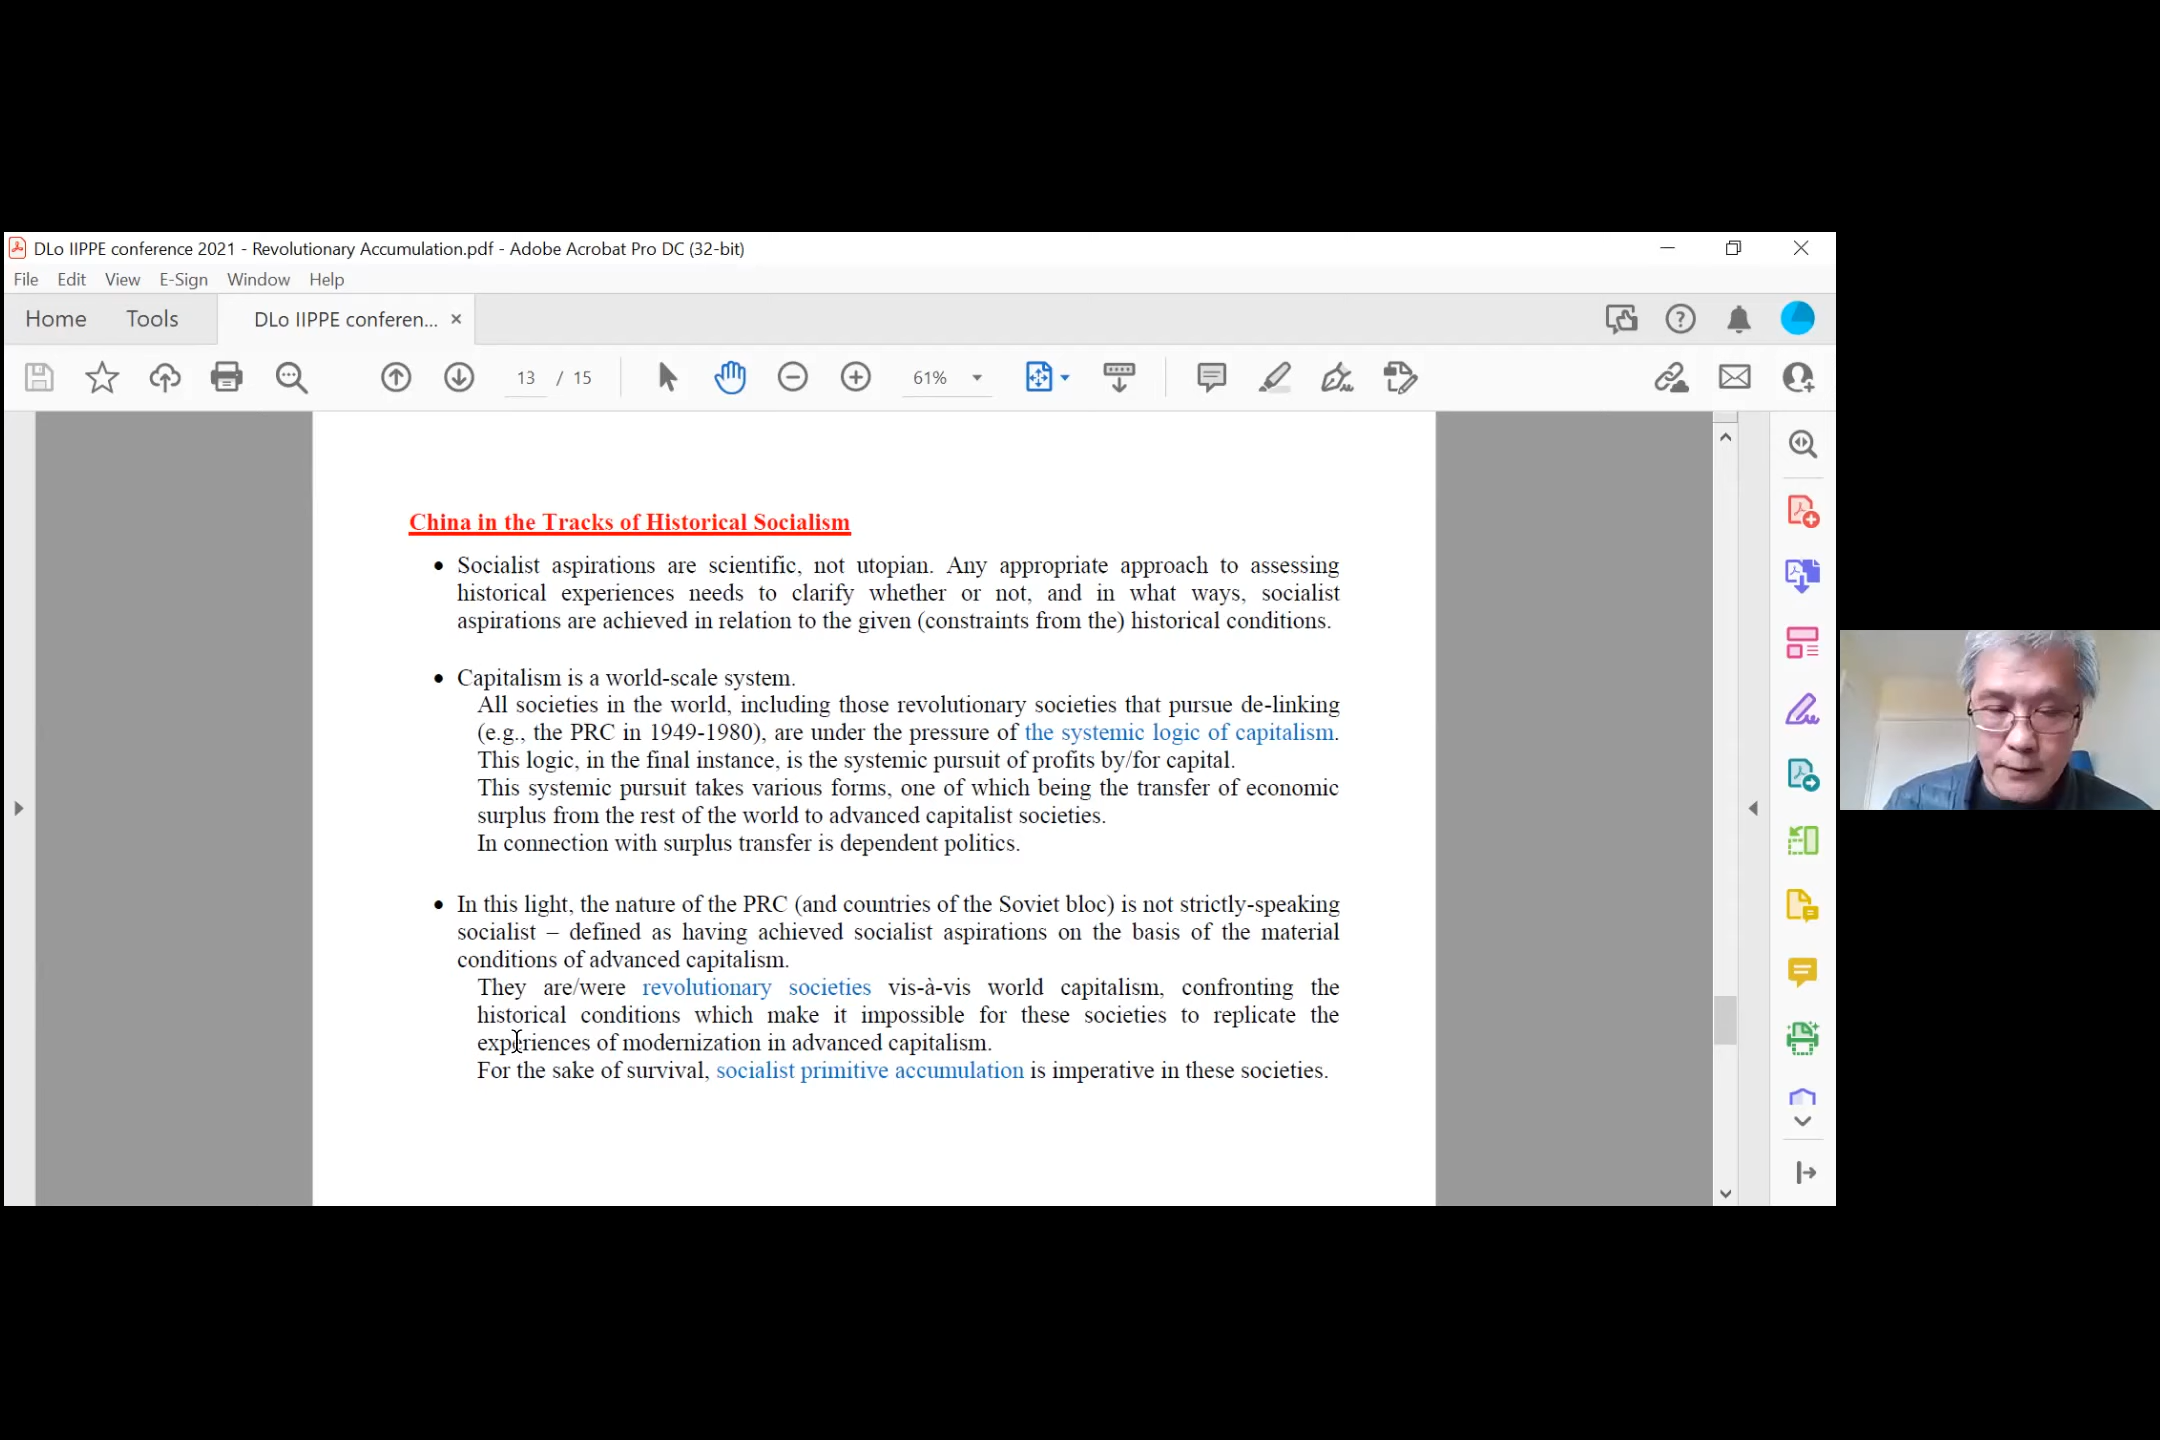 DLo IIPPE conference 2021 - Revolutionary Accumulation.pdf - Adobe Acrobat Pro DC (32-bit)
File Edit View E-Sign Window Help
Home Tools DLo IIPPE conferen... ×
13 / 15 61%
China in the Tracks of Historical Socialism
• Socialist aspirations are scientific, not utopian. Any appropriate approach to assessing
historical experiences needs to clarify whether or not, and in what ways, socialist
aspirations are achieved in relation to the given (constraints from the) historical conditions.
• Capitalism is a world-scale system.
All societies in the world, including those revolutionary societies that pursue de-linking
(e.g., the PRC in 1949-1980), are under the pressure of the systemic logic of capitalism.
This logic, in the final instance, is the systemic pursuit of profits by/for capital.
This systemic pursuit takes various forms, one of which being the transfer of economic
surplus from the rest of the world to advanced capitalist societies.
In connection with surplus transfer is dependent politics.
• In this light, the nature of the PRC (and countries of the Soviet bloc) is not strictly-speaking
socialist – defined as having achieved socialist aspirations on the basis of the material
conditions of advanced capitalism.
They are/were revolutionary societies vis-à-vis world capitalism, confronting the
historical conditions which make it impossible for these societies to replicate the
experiences of modernization in advanced capitalism.
For the sake of survival, socialist primitive accumulation is imperative in these societies.